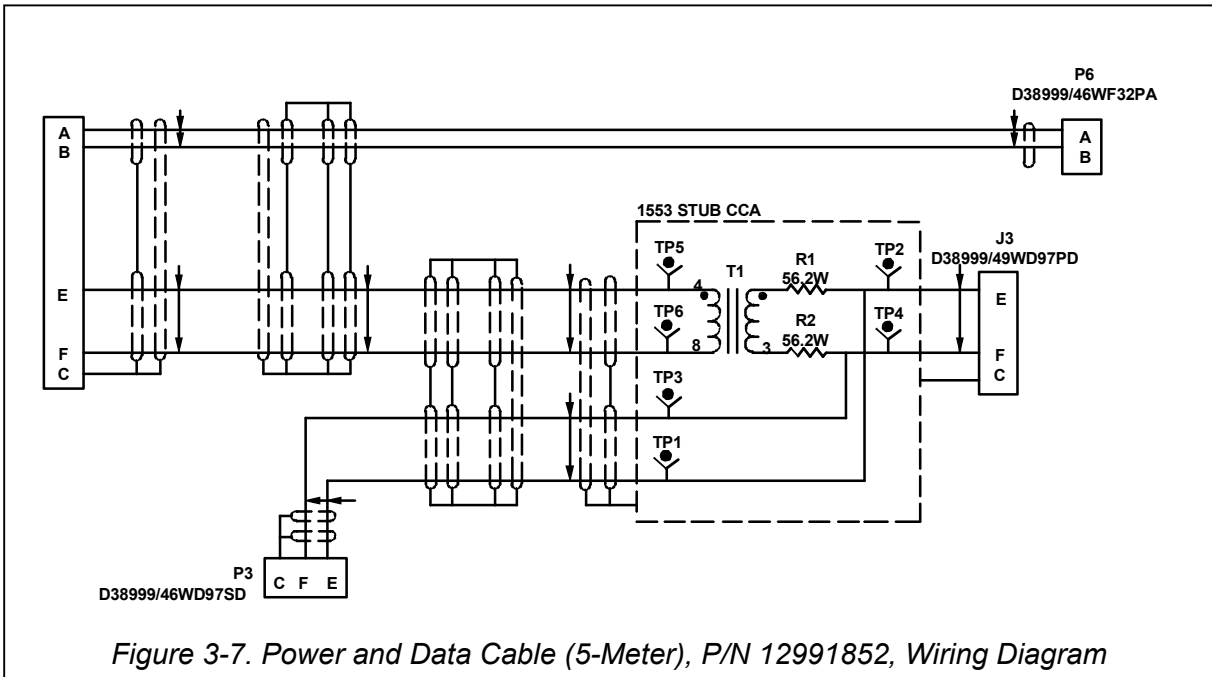 P6
D38999/46WF32PA
A
B
A
B
1553 STUB CCA
TP5
T1
R1
56.2W
TP2
J3
D38999/49WD97PD
4
E
E
TP6
R2
56.2W
TP4
8
3
F
F
C
C
TP3
TP1
P3
D38999/46WD97SD
C F E
Figure 3-7. Power and Data Cable (5-Meter), P/N 12991852, Wiring Diagram